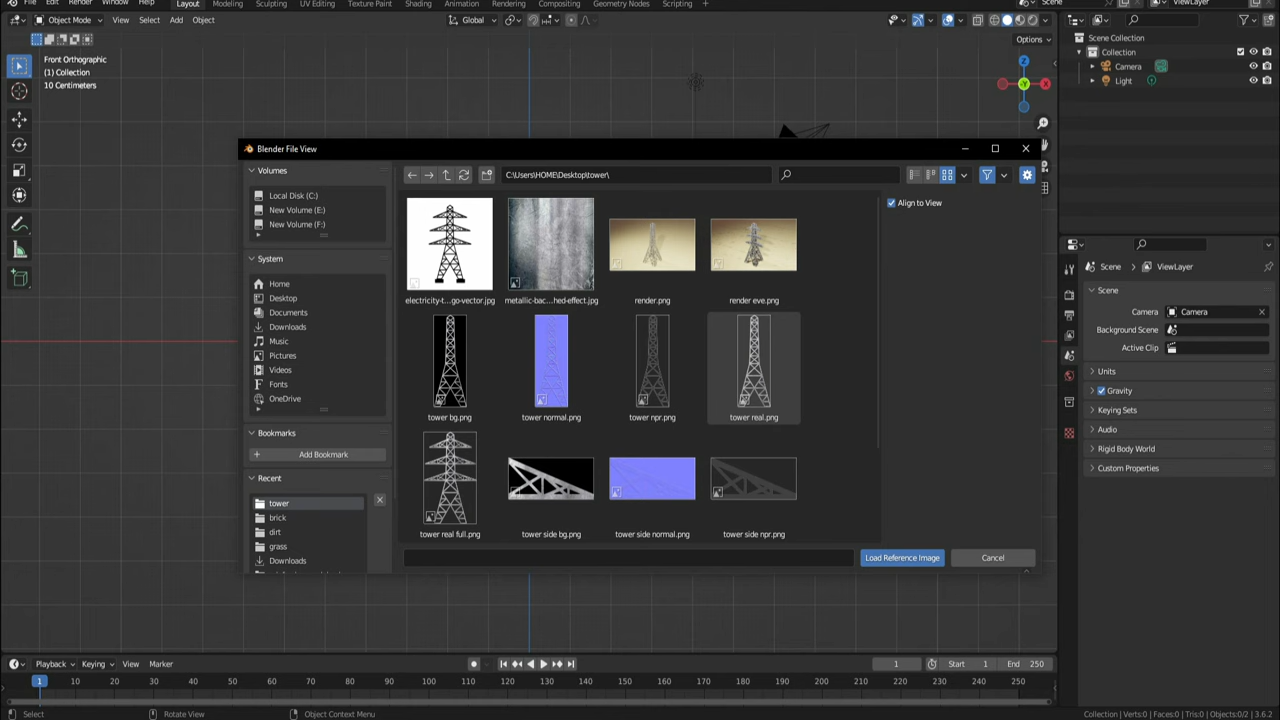 File Edit Render Window Help Layout Modeling Sculpting UV Editing Texture Paint Shading Animation Rendering Compositing Geometry Nodes Scripting Scene ViewLayer
Object Mode View Select Add Object Global Options
Front Orthographic
(1) Collection
10 Centimeters
Z
-Y
X
Scene Collection
Collection
Camera
Light
Blender File View
Volumes
Local Disk (C:)
New Volume (E:)
New Volume (F:)
System
Home
Desktop
Documents
Downloads
Music
Pictures
Videos
Fonts
OneDrive
Bookmarks
Add Bookmark
Recent
tower
brick
dirt
grass
Downloads
C:\Users\HOME\Desktop\tower\
Align to View
electricity-t...go-vector.jpg
metallic-bac...hed-effect.jpg
render.png
render eve.png
tower bg.png
tower normal.png
tower npr.png
tower real.png
tower real full.png
tower side bg.png
tower side normal.png
tower side npr.png
Load Reference Image Cancel
Scene ViewLayer
Scene
Camera Camera
Background Scene
Active Clip
Units
Gravity
Keying Sets
Audio
Rigid Body World
Custom Properties
Playback Keying View Marker 1 Start 1 End 250
1 10 20 30 40 50 60 70 80 90 100 110 120 130 140 150 160 170 180 190 200 210 220 230 240 250
Select Rotate View Object Context Menu Collection | Verts:0 | Faces:0 | Tris:0 | Objects:0/2 | 3.6.2